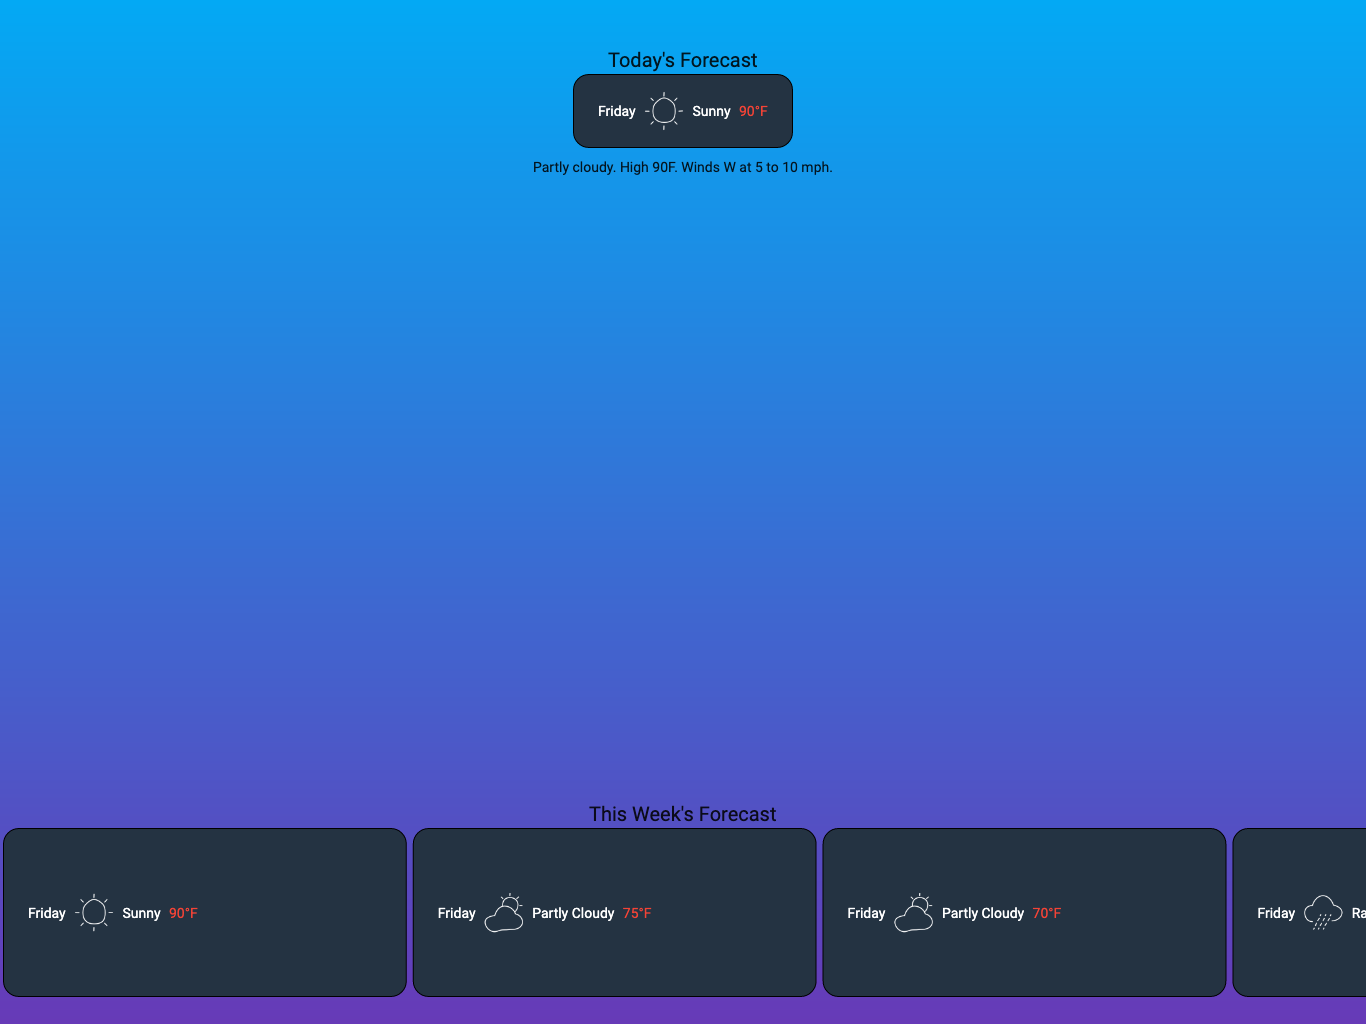 Today's Forecast
Friday Sunny 90°F
Partly cloudy. High 90F. Winds W at 5 to 10 mph.
This Week's Forecast
Friday Sunny 90°F
Friday Partly Cloudy 75°F
Friday Partly Cloudy 70°F
Friday Ra